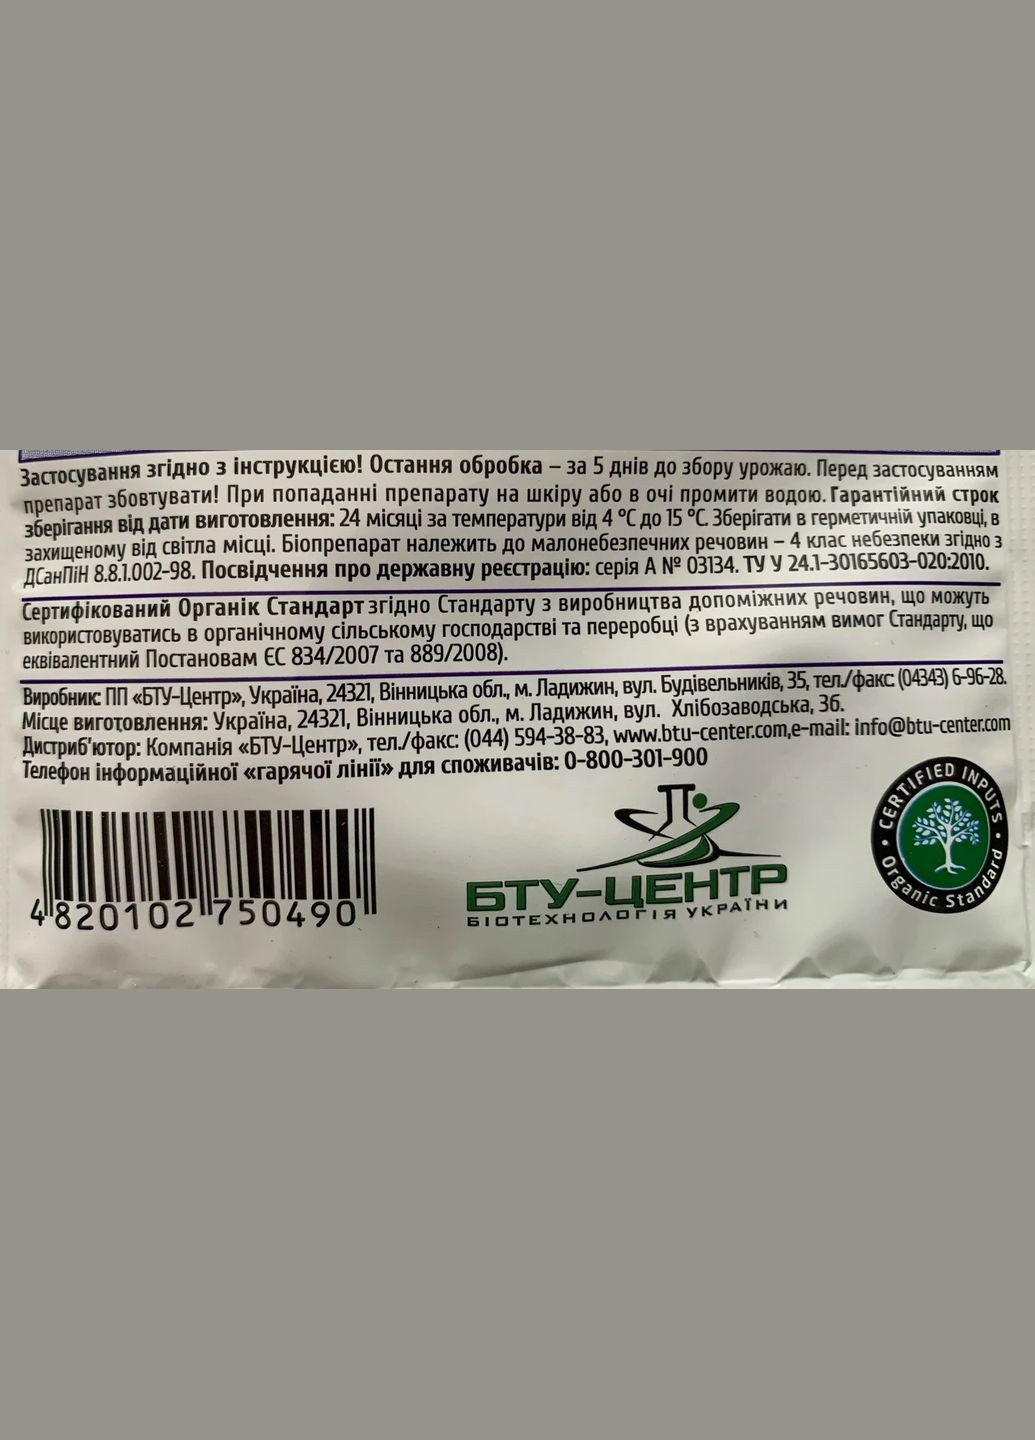 Застосування згідно з інструкцією! Остання обробка – за 5 днів до збору урожаю. Перед застосуванням
препарат збовтувати! При попаданні препарату на шкіру або в очі промити водою. Гарантійний строк
зберігання від дати виготовлення: 24 місяці за температури від 4 °С до 15 °С. Зберігати в герметичній упаковці, в
захищеному від світла місці. Біопрепарат належить до малонебезпечних речовин – 4 клас небезпеки згідно з
ДСанПіН 8.8.1.002-98. Посвідчення про державну реєстрацію: серія А № 03134. ТУ У 24.1-30165603-020:2010.
Сертифікований Органік Стандарт згідно Стандарту з виробництва допоміжних речовин, що можуть
використовуватись в органічному сільському господарстві та переробці (з врахуванням вимог Стандарту, що
еквівалентний Постановам ЄС 834/2007 та 889/2008).
Виробник: ПП «БТУ-Центр», Україна, 24321, Вінницька обл., м. Ладижин, вул. Будівельників, 35, тел./факс: (04343) 6-96-28.
Місце виготовлення: Україна, 24321, Вінницька обл., м. Ладижин, вул. Хлібозаводська, 3б.
Дистриб'ютор: Компанія «БТУ-Центр», тел./факс: (044) 594-38-83, www.btu-center.com,e-mail: info@btu-center.com
Телефон інформаційної «гарячої лінії» для споживачів: 0-800-301-900
CERTIFIED INPUTS
Organic Standard
БТУ-ЦЕНТР
БІОТЕХНОЛОГІЯ УКРАЇНИ
4820102750490